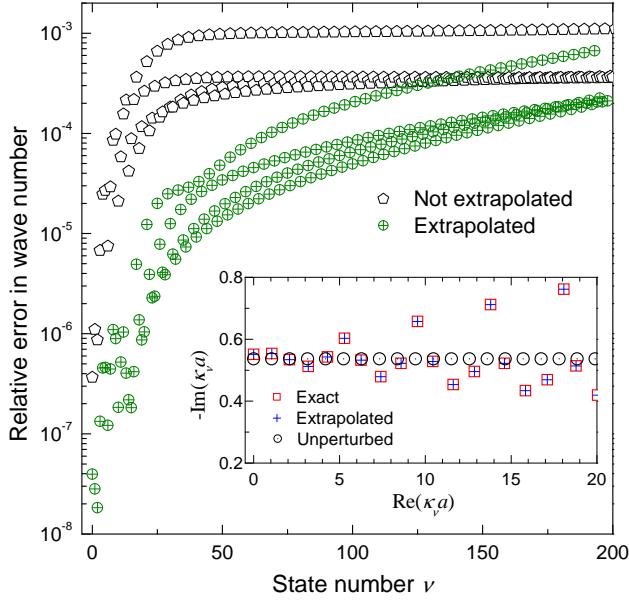 Relative error in wave number
10⁻³
10⁻⁴
10⁻⁵
10⁻⁶
10⁻⁷
10⁻⁸
Not extrapolated
Extrapolated
-Im(κᵥa)
0.8
0.6
0.4
0.2
Exact
Extrapolated
Unperturbed
0 5 10 15 20
Re(κᵥa)
0 50 100 150 200
State number ν